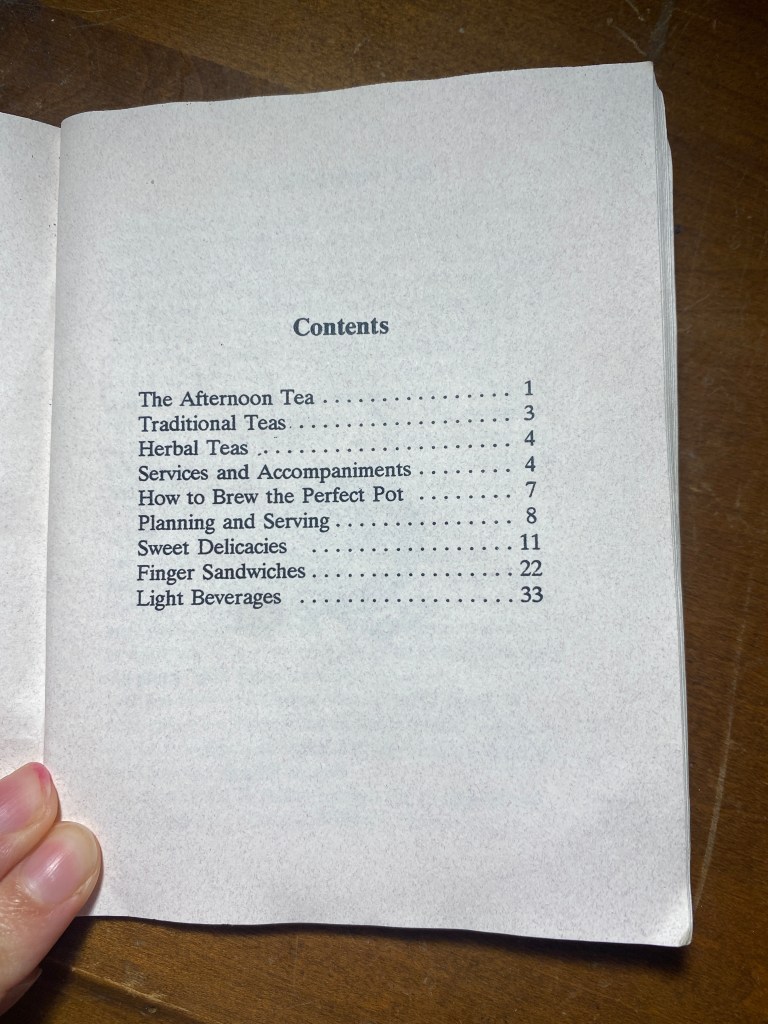 Contents
The Afternoon Tea . . . . . . . . . . . . . . . . 1
Traditional Teas . . . . . . . . . . . . . . . . . . . 3
Herbal Teas . . . . . . . . . . . . . . . . . . . . . . 4
Services and Accompaniments . . . . . . . . 4
How to Brew the Perfect Pot . . . . . . . . 7
Planning and Serving . . . . . . . . . . . . . . . 8
Sweet Delicacies . . . . . . . . . . . . . . . . . 11
Finger Sandwiches . . . . . . . . . . . . . . . . . . 22
Light Beverages . . . . . . . . . . . . . . . . . . . 33